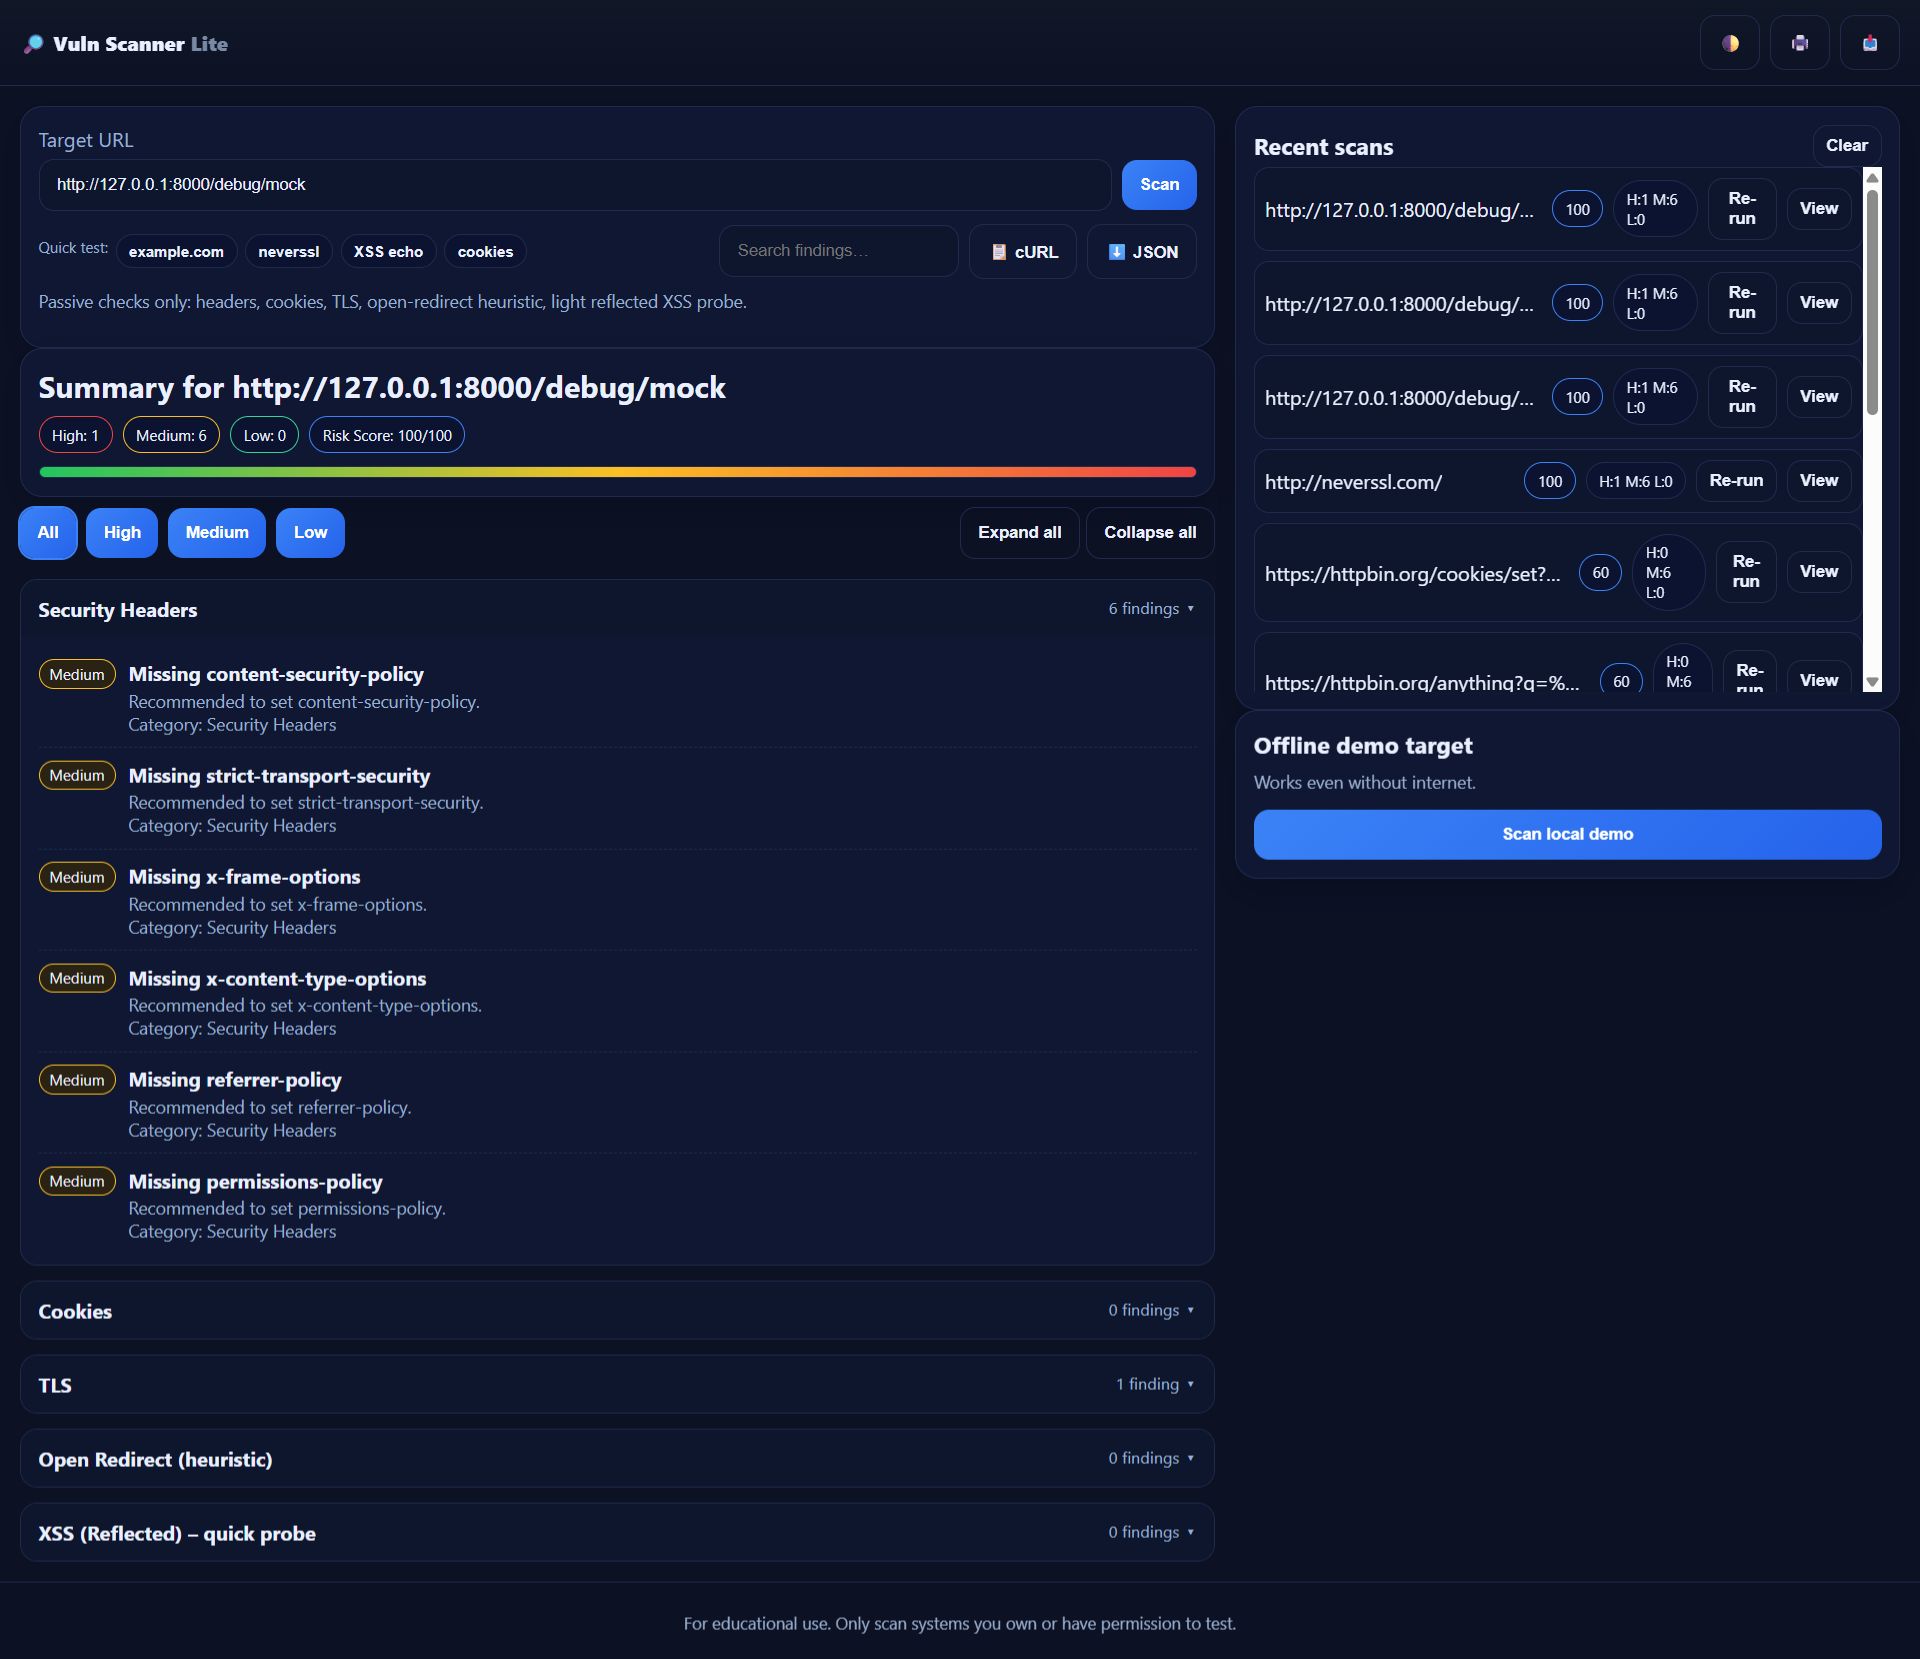 Vuln Scanner Lite
Target URL
http://127.0.0.1:8000/debug/mock
Scan
Quick test:
example.com
neverssl
XSS echo
cookies
Search findings…
cURL
JSON
Passive checks only: headers, cookies, TLS, open-redirect heuristic, light reflected XSS probe.
Summary for http://127.0.0.1:8000/debug/mock
High: 1
Medium: 6
Low: 0
Risk Score: 100/100
All
High
Medium
Low
Expand all
Collapse all
Security Headers
6 findings ▾
Medium
Missing content-security-policy
Recommended to set content-security-policy.
Category: Security Headers
Medium
Missing strict-transport-security
Recommended to set strict-transport-security.
Category: Security Headers
Medium
Missing x-frame-options
Recommended to set x-frame-options.
Category: Security Headers
Medium
Missing x-content-type-options
Recommended to set x-content-type-options.
Category: Security Headers
Medium
Missing referrer-policy
Recommended to set referrer-policy.
Category: Security Headers
Medium
Missing permissions-policy
Recommended to set permissions-policy.
Category: Security Headers
Cookies
0 findings ▾
TLS
1 finding ▾
Open Redirect (heuristic)
0 findings ▾
XSS (Reflected) – quick probe
0 findings ▾
Recent scans
Clear
http://127.0.0.1:8000/debug/...
100
H:1 M:6
L:0
Re-
run
View
http://127.0.0.1:8000/debug/...
100
H:1 M:6
L:0
Re-
run
View
http://127.0.0.1:8000/debug/...
100
H:1 M:6
L:0
Re-
run
View
http://neverssl.com/
100
H:1 M:6 L:0
Re-run
View
https://httpbin.org/cookies/set?...
60
H:0
M:6
L:0
Re-
run
View
https://httpbin.org/anything?q=%...
60
H:0
M:6
Re-
run
View
Offline demo target
Works even without internet.
Scan local demo
For educational use. Only scan systems you own or have permission to test.